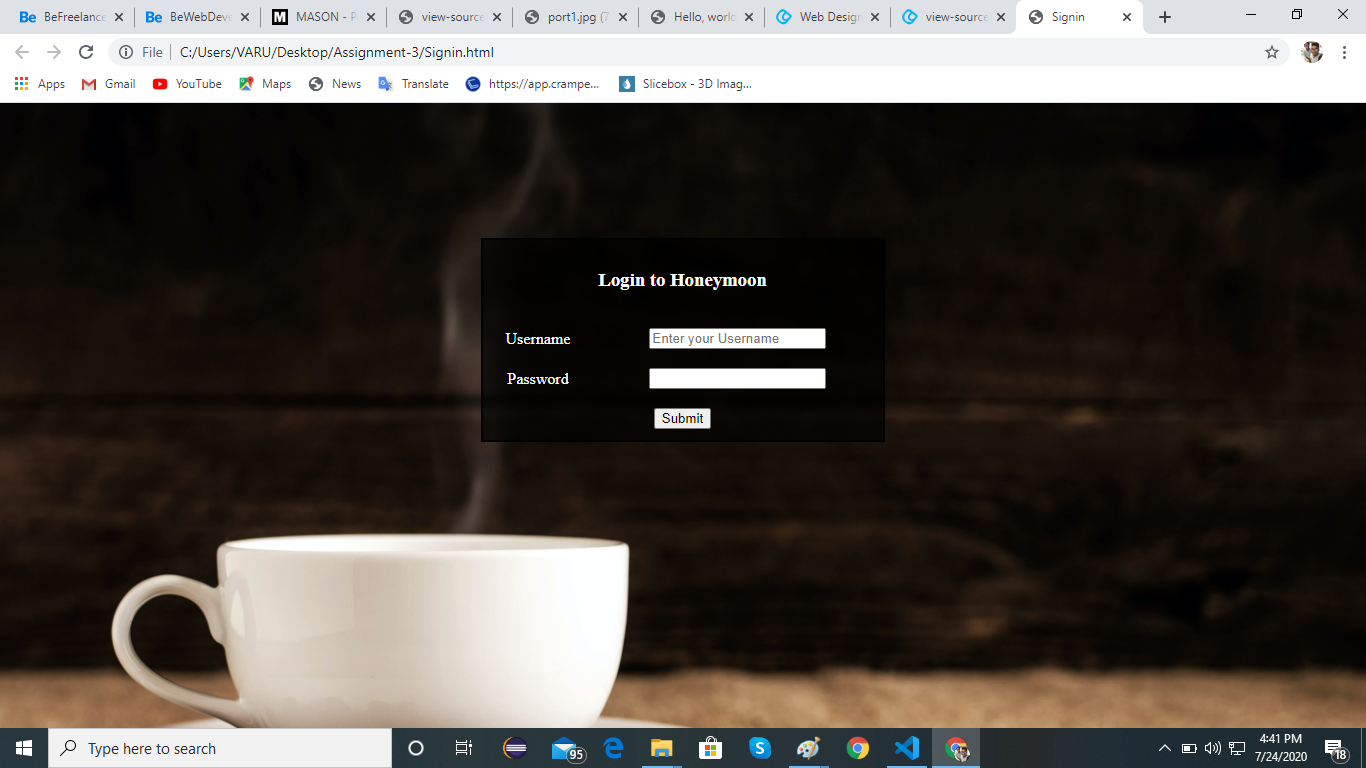 Be BeFreelance
Be BeWebDeve
M MASON - P
view-source
port1.jpg (7
Hello, world
Web Design
view-source
Signin
File
C:/Users/VARU/Desktop/Assignment-3/Signin.html
Apps
Gmail
YouTube
Maps
News
Translate
https://app.crampe...
Slicebox - 3D Imag...
Login to Honeymoon
Username
Enter your Username
Password
Submit
Type here to search
95
4:41 PM
7/24/2020
18